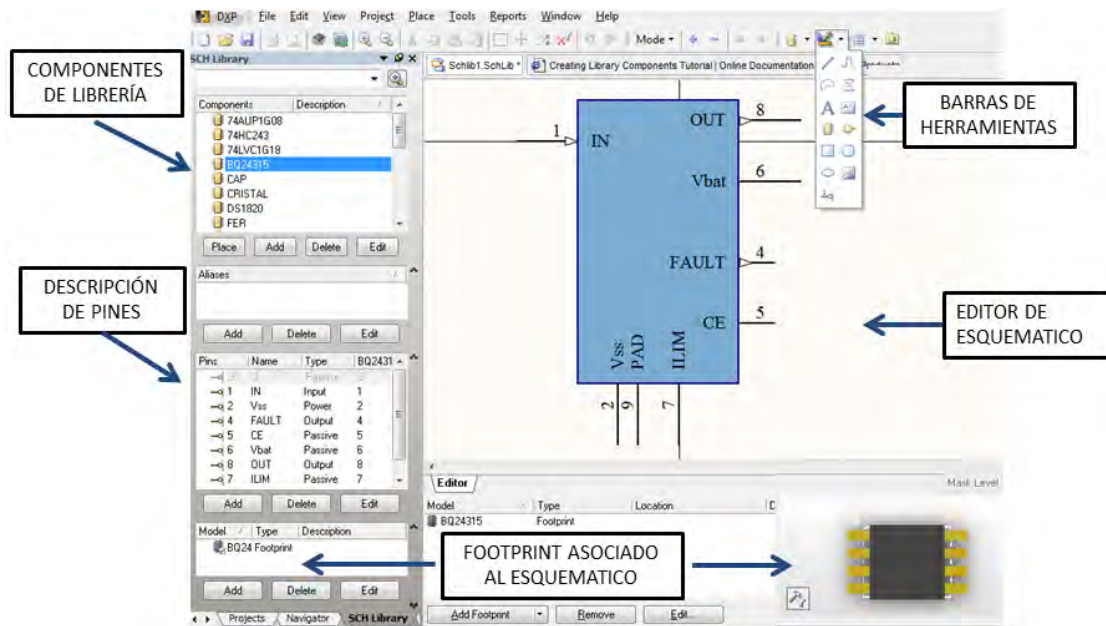 DXP File Edit View Project Place Tools Reports Window Help
Mode
SCH Library
Schlib1.SchLib * Creating Library Components Tutorial | Online Documentation
COMPONENTES
DE LIBRERÍA
Components Description
74AUP1G08
74HC243
74LVC1G18
BQ24315
CAP
CRISTAL
DS1820
FER
Place Add Delete Edit
Aliases
Add Delete Edit
DESCRIPCIÓN
DE PINES
Pins Name Type BQ2431
1 IN Input 1
2 Vss Power 2
4 FAULT Output 4
5 CE Passive 5
6 Vbat Passive 6
8 OUT Output 8
7 ILIM Passive 7
Add Delete Edit
Model Type Description
BQ24 Footprint
Add Delete Edit
Projects Navigator SCH Library
1 IN
OUT 8
Vbat 6
FAULT 4
CE 5
Vss PAD ILIM
2 9 7
BARRAS DE
HERRAMIENTAS
EDITOR DE
ESQUEMATICO
Editor
Mask Level
Model Type Location
BQ24315 Footprint
FOOTPRINT ASOCIADO
AL ESQUEMATICO
Add Footprint Remove Edit...